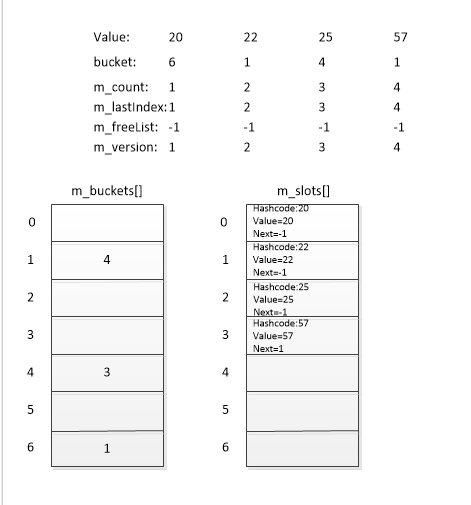 Value: 20 22 25 57
bucket: 6 1 4 1
m_count: 1 2 3 4
m_lastIndex: 1 2 3 4
m_freeList: -1 -1 -1 -1
m_version: 1 2 3 4
m_buckets[] m_slots[]
0
1 4
2
3
4 3
5
6 1
0 Hashcode:20
Value=20
Next=-1
1 Hashcode:22
Value=22
Next=-1
2 Hashcode:25
Value=25
Next=-1
3 Hashcode:57
Value=57
Next=1
4
5
6